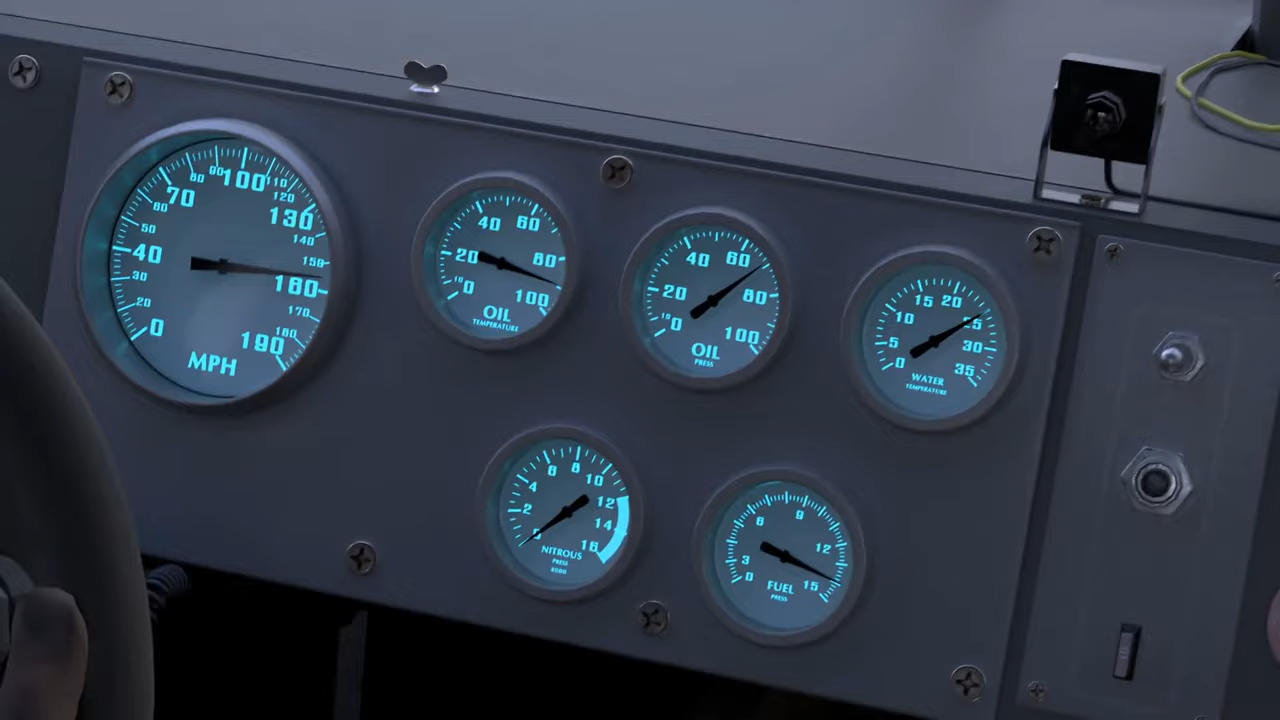 0 20 30 40 50 60 70 80 90 100 110 120 130 140 150 160 170 180 190
MPH
0 10 20 40 60 80 100
OIL
TEMPERATURE
0 10 20 40 60 80 100
OIL
PRESS
0 5 10 15 20 25 30 35
WATER
TEMPERATURE
0 2 4 6 8 10 12 14 16
NITROUS
PRESS
0 3 6 9 12 15
FUEL
PRESS